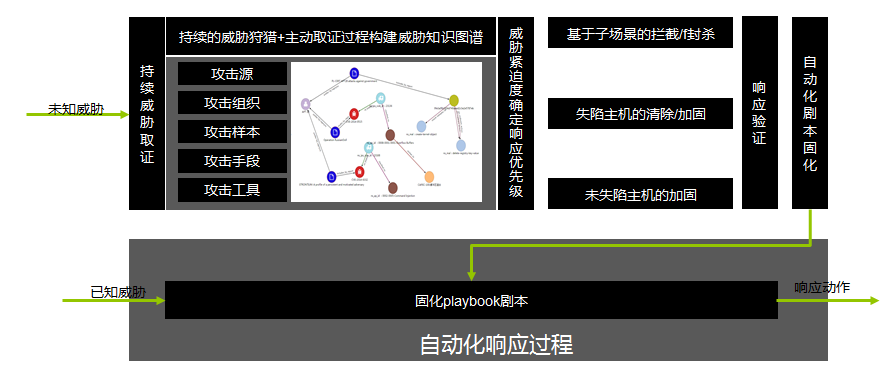 未知威胁
持续威胁取证
持续的威胁狩猎+主动取证过程构建威胁知识图谱
攻击源
攻击组织
攻击样本
攻击手段
攻击工具
威胁紧迫度确定响应优先级
基于子场景的拦截/f封杀
失陷主机的清除/加固
未失陷主机的加固
响应验证
自动化剧本固化
已知威胁
固化playbook剧本
响应动作
自动化响应过程